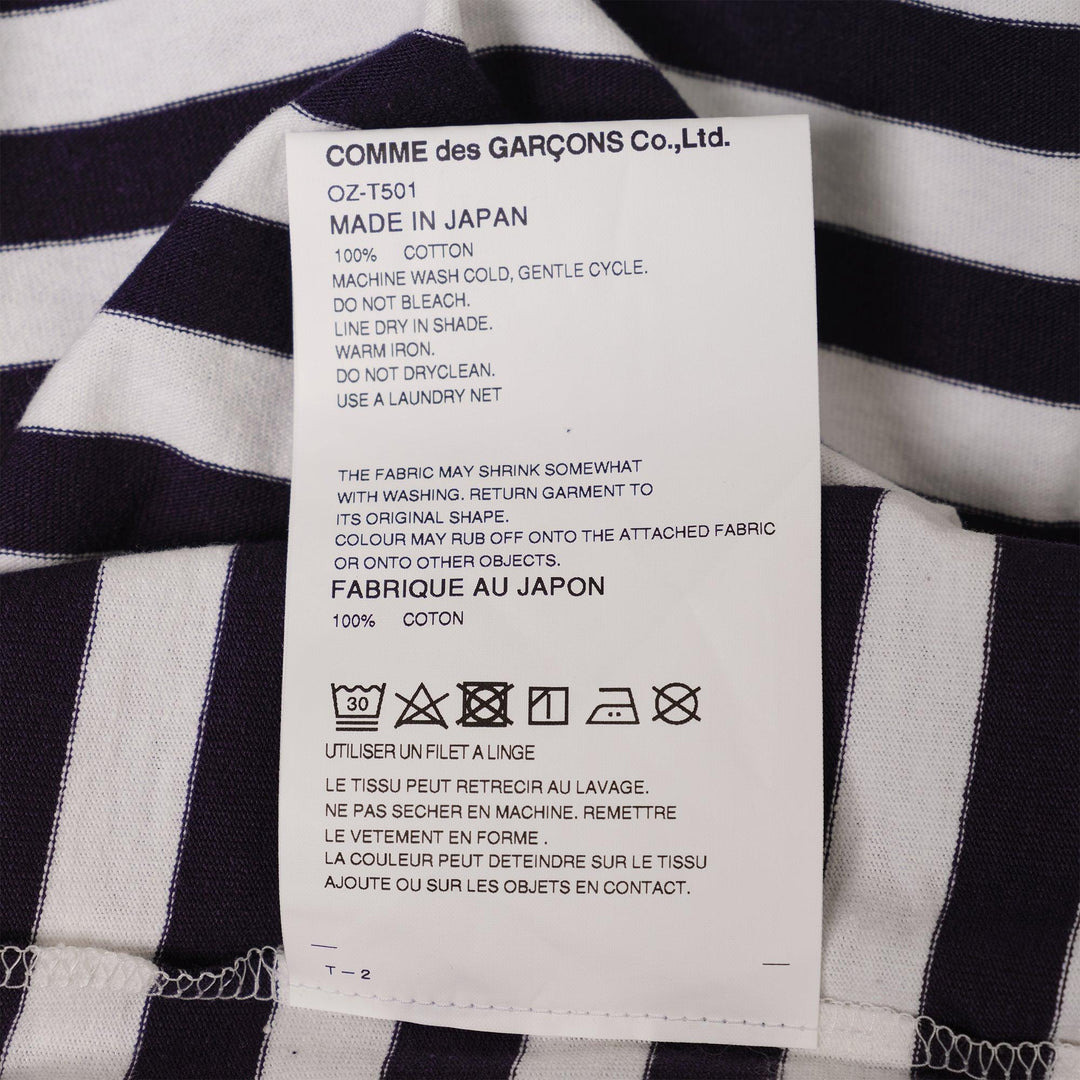 COMME des GARÇONS Co.,Ltd.
OZ-T501
MADE IN JAPAN
100% COTTON
MACHINE WASH COLD, GENTLE CYCLE.
DO NOT BLEACH.
LINE DRY IN SHADE.
WARM IRON.
DO NOT DRYCLEAN.
USE A LAUNDRY NET
THE FABRIC MAY SHRINK SOMEWHAT
WITH WASHING. RETURN GARMENT TO
ITS ORIGINAL SHAPE.
COLOUR MAY RUB OFF ONTO THE ATTACHED FABRIC
OR ONTO OTHER OBJECTS.
FABRIQUE AU JAPON
100% COTON
30
UTILISER UN FILET A LINGE
LE TISSU PEUT RETRECIR AU LAVAGE.
NE PAS SECHER EN MACHINE. REMETTRE
LE VETEMENT EN FORME .
LA COULEUR PEUT DETEINDRE SUR LE TISSU
AJOUTE OU SUR LES OBJETS EN CONTACT.
T-2